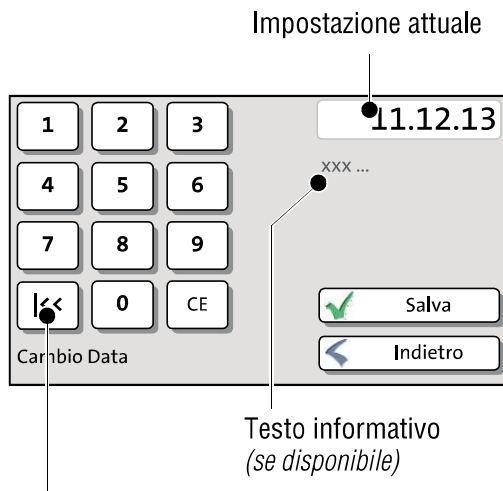 Impostazione attuale
1 2 3 11.12.13
xxx ...
4 5 6
7 8 9
|<< 0 CE Salva
Cambio Data Indietro
Testo informativo
(se disponibile)